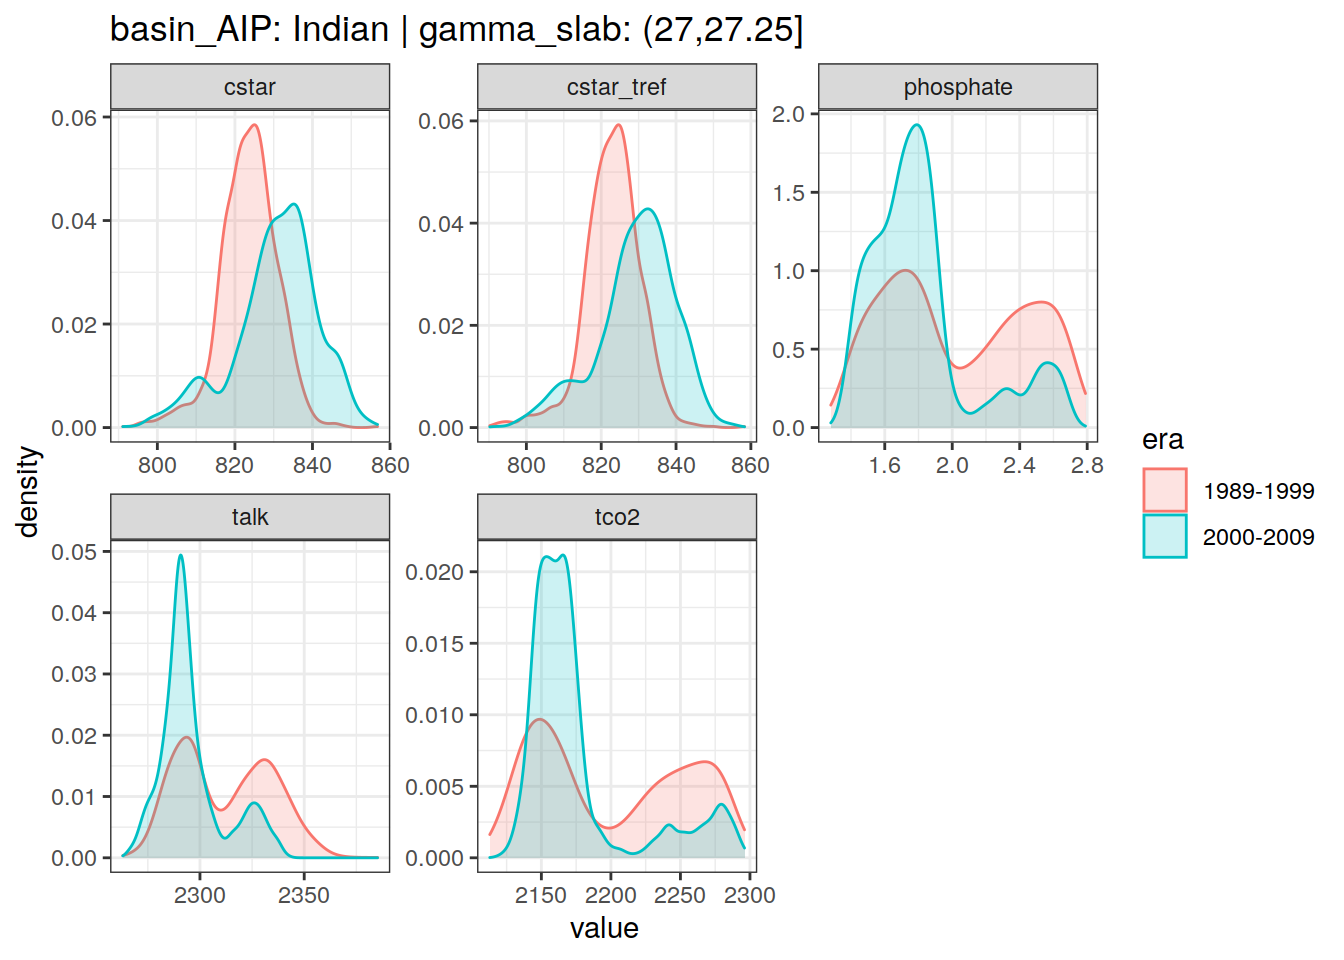 basin_AIP: Indian | gamma_slab: (27,27.25]
cstar
cstar_tref
phosphate
0.06
0.04
0.02
0.00
800 820 840 860
0.06
0.04
0.02
0.00
800 820 840 860
2.0
1.5
1.0
0.5
0.0
1.6 2.0 2.4 2.8
talk
tco2
0.05
0.04
0.03
0.02
0.01
0.00
2300 2350
0.020
0.015
0.010
0.005
0.000
2150 2200 2250 2300
density
value
era
1989-1999
2000-2009